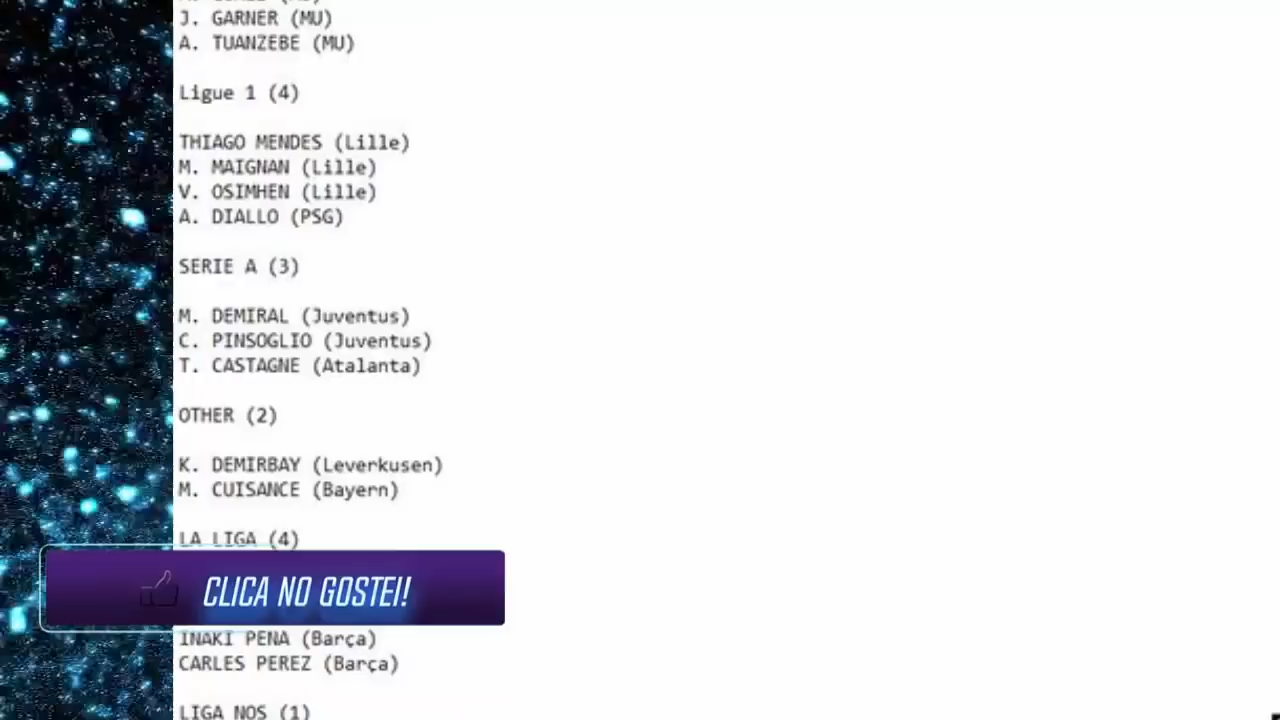 J. GARNER (MU)
A. TUANZEBE (MU)
Ligue 1 (4)
THIAGO MENDES (Lille)
M. MAIGNAN (Lille)
V. OSIMHEN (Lille)
A. DIALLO (PSG)
SERIE A (3)
M. DEMIRAL (Juventus)
C. PINSOGLIO (Juventus)
T. CASTAGNE (Atalanta)
OTHER (2)
K. DEMIRBAY (Leverkusen)
M. CUISANCE (Bayern)
LA LIGA (4)
CLICA NO GOSTEI!
INAKI PENA (Barça)
CARLES PEREZ (Barça)
LIGA NOS (1)